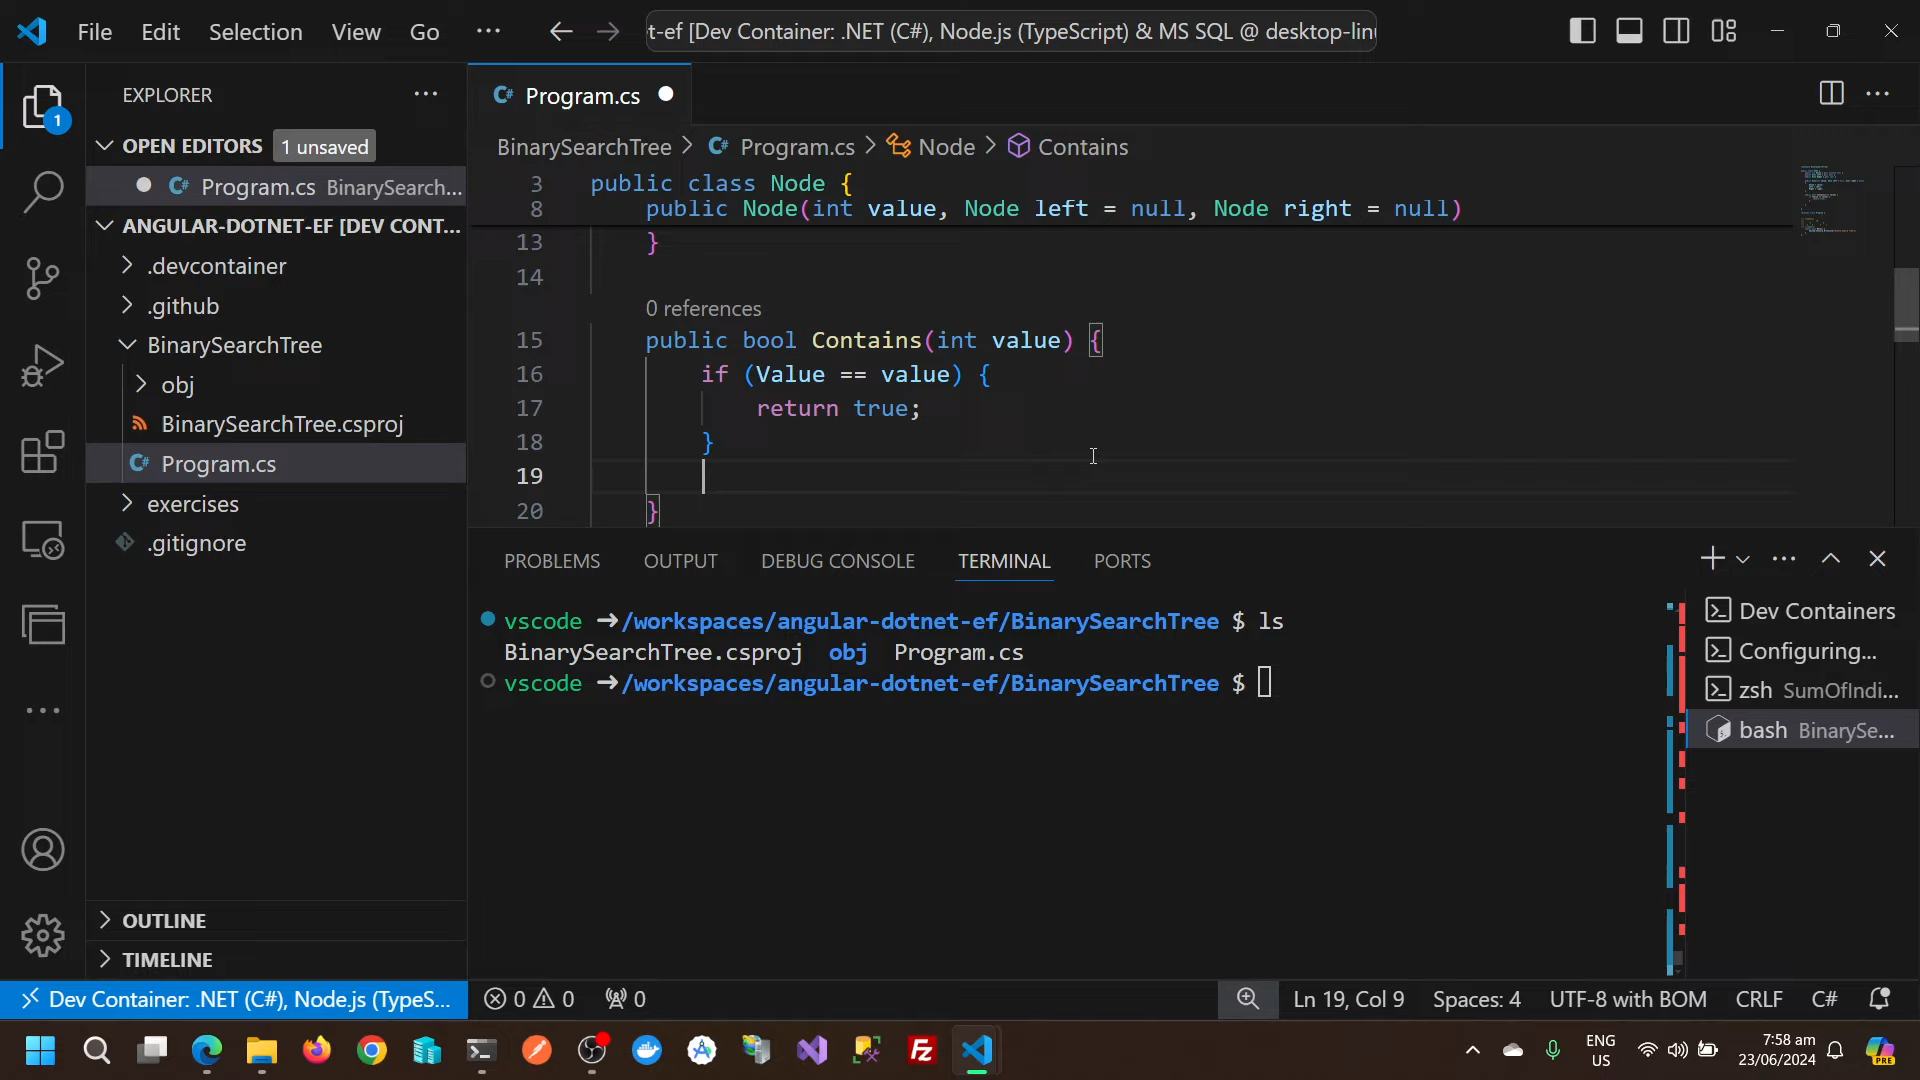 File Edit Selection View Go
t-ef [Dev Container: .NET (C#), Node.js (TypeScript) & MS SQL @ desktop-linu
EXPLORER
1
OPEN EDITORS 1 unsaved
C# Program.cs BinarySearch...
ANGULAR-DOTNET-EF [DEV CONT...
.devcontainer
.github
BinarySearchTree
obj
BinarySearchTree.csproj
C# Program.cs
exercises
.gitignore
OUTLINE
TIMELINE
C# Program.cs
BinarySearchTree > C# Program.cs > Node > Contains
3 public class Node {
8 public Node(int value, Node left = null, Node right = null)
13 }
14
0 references
15 public bool Contains(int value) {
16 if (Value == value) {
17 return true;
18 }
19
20 }
PROBLEMS OUTPUT DEBUG CONSOLE TERMINAL PORTS
vscode ➜/workspaces/angular-dotnet-ef/BinarySearchTree $ ls
BinarySearchTree.csproj obj Program.cs
vscode ➜/workspaces/angular-dotnet-ef/BinarySearchTree $
Dev Containers
Configuring...
zsh SumOfIndi...
bash BinarySe...
Dev Container: .NET (C#), Node.js (TypeS... 0 0 0 Ln 19, Col 9 Spaces: 4 UTF-8 with BOM CRLF C#
ENG
US
7:58 am
23/06/2024
PRE
Fz